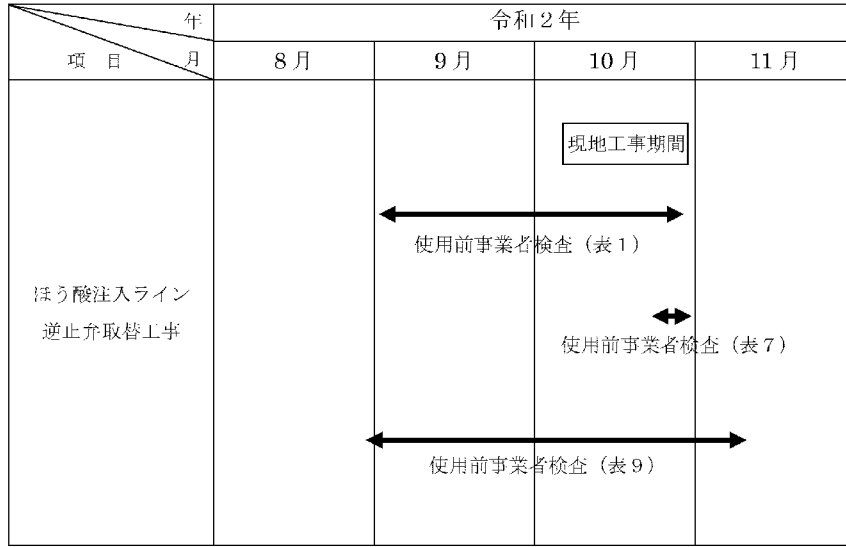 年
令和２年
項　目
月
８月
９月
10月
11月
現地工事期間
使用前事業者検査（表１）
ほう酸注入ライン
逆止弁取替工事
使用前事業者検査（表７）
使用前事業者検査（表９）